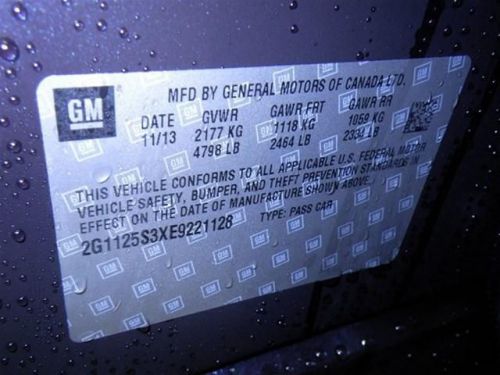 GM
MFD BY GENERAL MOTORS OF CANADA LTD.
DATE GVWR GAWR FRT GAWR RR
11/13 2177 KG 1118 KG 1059 KG
4798 LB 2464 LB 2334 LB
THIS VEHICLE CONFORMS TO ALL APPLICABLE U.S. FEDERAL MOTOR
VEHICLE SAFETY, BUMPER, AND THEFT PREVENTION STANDARDS IN
EFFECT ON THE DATE OF MANUFACTURE SHOWN ABOVE.
2G1125S3XE9221128 TYPE: PASS CAR